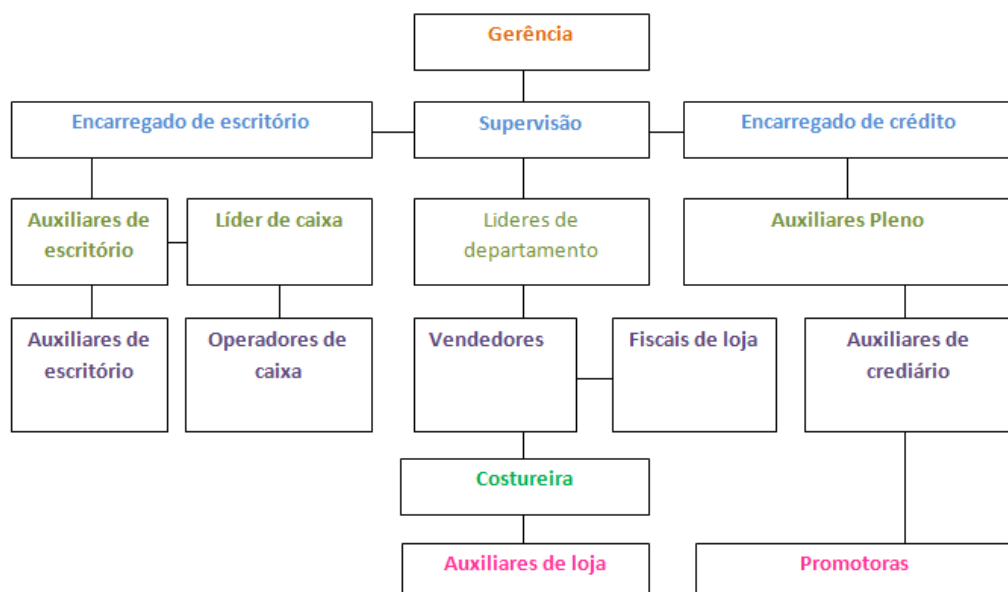 Gerência
Encarregado de escritório
Supervisão
Encarregado de crédito
Auxiliares de
escritório
Líder de caixa
Lideres de
departamento
Auxiliares Pleno
Auxiliares de
escritório
Operadores de
caixa
Vendedores
Fiscais de loja
Auxiliares de
crediário
Costureira
Auxiliares de loja
Promotoras